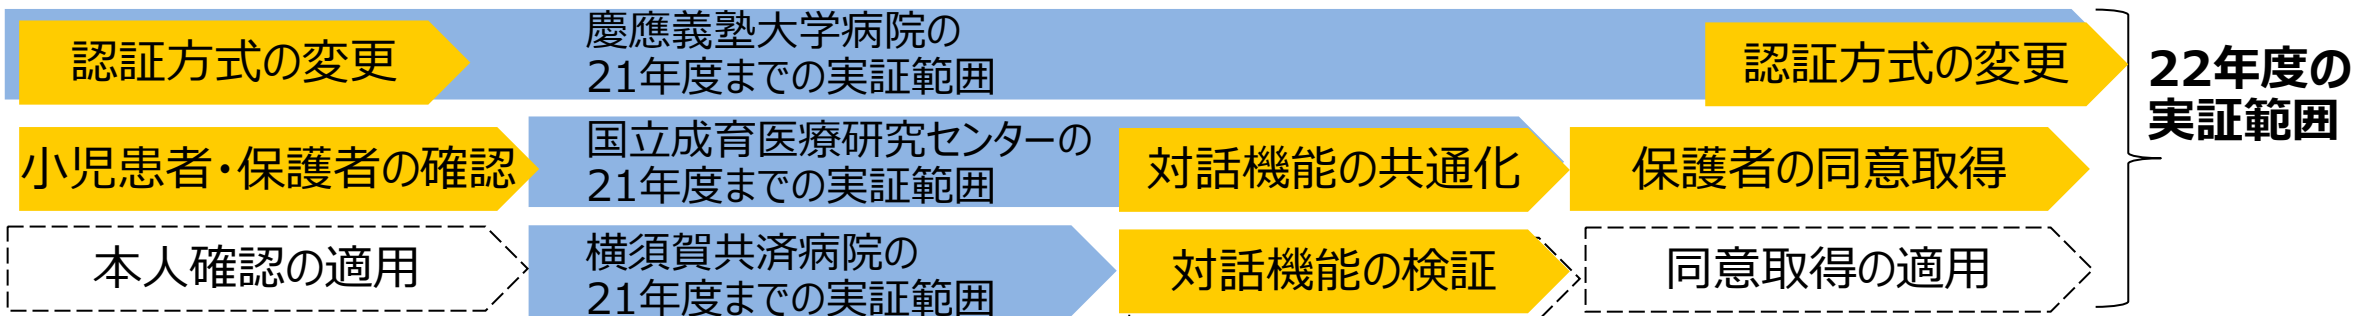 認証方式の変更
慶應義塾大学病院の
21年度までの実証範囲
認証方式の変更
小児患者・保護者の確認
国立成育医療研究センターの
21年度までの実証範囲
対話機能の共通化
保護者の同意取得
本人確認の適用
横須賀共済病院の
21年度までの実証範囲
対話機能の検証
同意取得の適用
22年度の
実証範囲